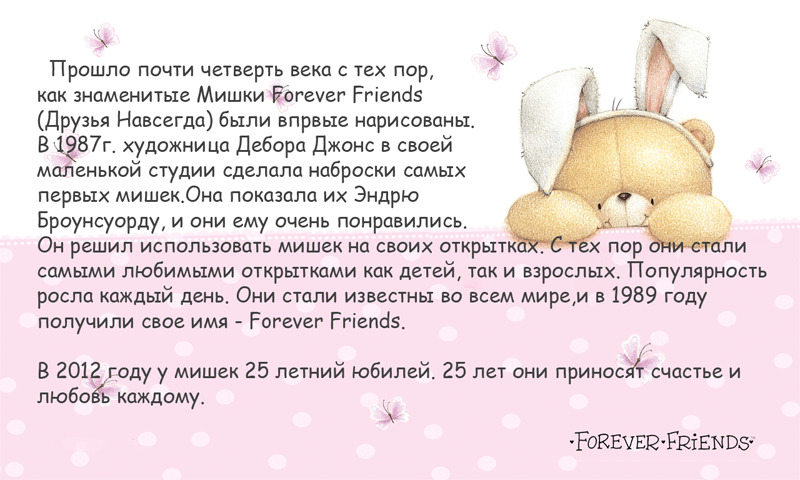 Прошло почти четверть века с тех пор,
как знаменитые Мишки Forever Friends
(Друзья Навсегда) были впрвые нарисованы.
В 1987г. художница Дебора Джонс в своей
маленькой студии сделала наброски самых
первых мишек.Она показала их Эндрю
Броунсуорду, и они ему очень понравились.
Он решил использовать мишек на своих открытках. С тех пор они стали
самыми любимыми открытками как детей, так и взрослых. Популярность
росла каждый день. Они стали известны во всем мире,и в 1989 году
получили свое имя - Forever Friends.
В 2012 году у мишек 25 летний юбилей. 25 лет они приносят счастье и
любовь каждому.
•FOREVER•FRIENDS•